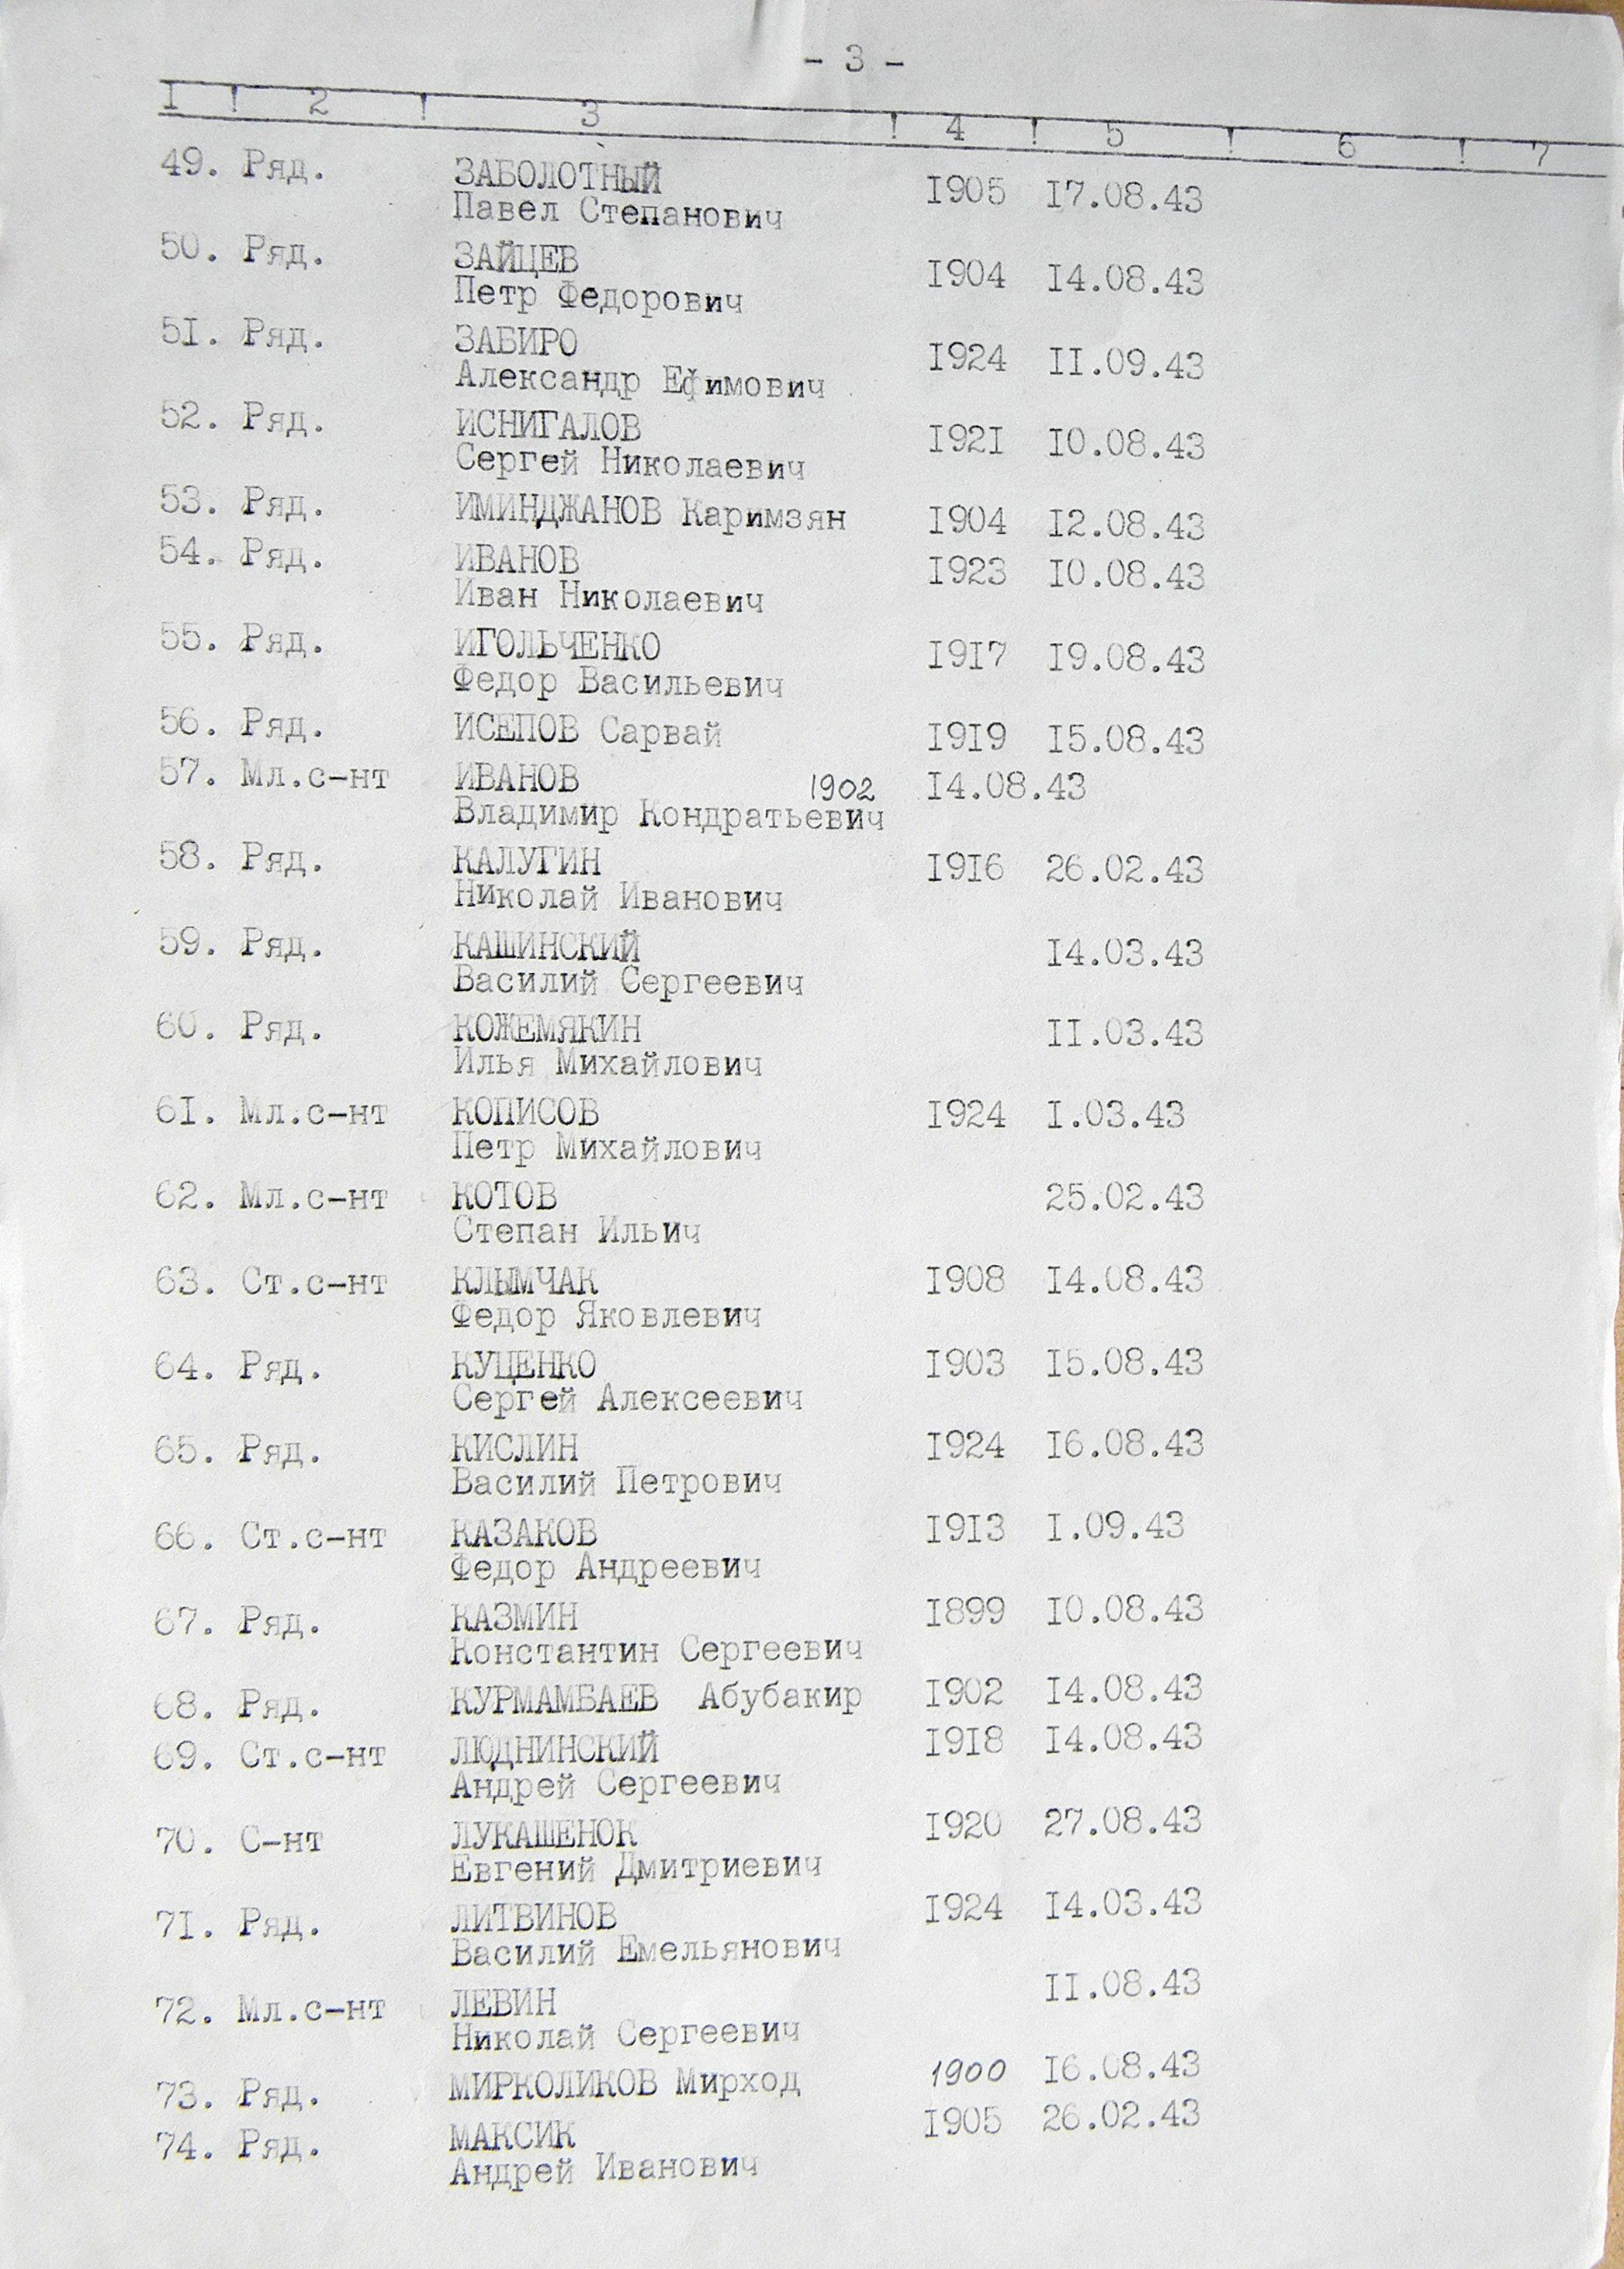 - 3 -
I ! 2 ! 3 ! 4 ! 5 ! 6 ! 7
49. Ряд. ЗАБОЛОТНЫЙ 1905 17.08.43
Павел Степанович
50. Ряд. ЗАЙЦЕВ 1904 14.08.43
Петр Федорович
51. Ряд. ЗАБИРО 1924 11.09.43
Александр Ефимович
52. Ряд. ИСНИГАЛОВ 1921 10.08.43
Сергей Николаевич
53. Ряд. ИМИНДЖАНОВ Каримзян 1904 12.08.43
54. Ряд. ИВАНОВ 1923 10.08.43
Иван Николаевич
55. Ряд. ИГОЛЬЧЕНКО 1917 19.08.43
Федор Васильевич
56. Ряд. ИСЕПОВ Сарвай 1919 15.08.43
57. Мл.с-нт ИВАНОВ 1902 14.08.43
Владимир Кондратьевич
58. Ряд. КАЛУГИН 1916 26.02.43
Николай Иванович
59. Ряд. КАШИНСКИЙ 14.03.43
Василий Сергеевич
60. Ряд. КОЖЕМЯКИН 11.03.43
Илья Михайлович
61. Мл.с-нт КОПИСОВ 1924 1.03.43
Петр Михайлович
62. Мл.с-нт КОТОВ 25.02.43
Степан Ильич
63. Ст.с-нт КЛЫМЧАК 1908 14.08.43
Федор Яковлевич
64. Ряд. КУЦЕНКО 1903 15.08.43
Сергей Алексеевич
65. Ряд. КИСЛИН 1924 16.08.43
Василий Петрович
66. Ст.с-нт КАЗАКОВ 1913 1.09.43
Федор Андреевич
67. Ряд. КАЗМИН 1899 10.08.43
Константин Сергеевич
68. Ряд. КУРМАМБАЕВ Абубакир 1902 14.08.43
69. Ст.с-нт ЛЮДНИНСКИЙ 1918 14.08.43
Андрей Сергеевич
70. С-нт ЛУКАШЕНОК 1920 27.08.43
Евгений Дмитриевич
71. Ряд. ЛИТВИНОВ 1924 14.03.43
Василий Емельянович
72. Мл.с-нт ЛЕВИН 11.08.43
Николай Сергеевич
73. Ряд. МИРКОЛИКОВ Мирход 1900 16.08.43
74. Ряд. МАКСИК 1905 26.02.43
Андрей Иванович